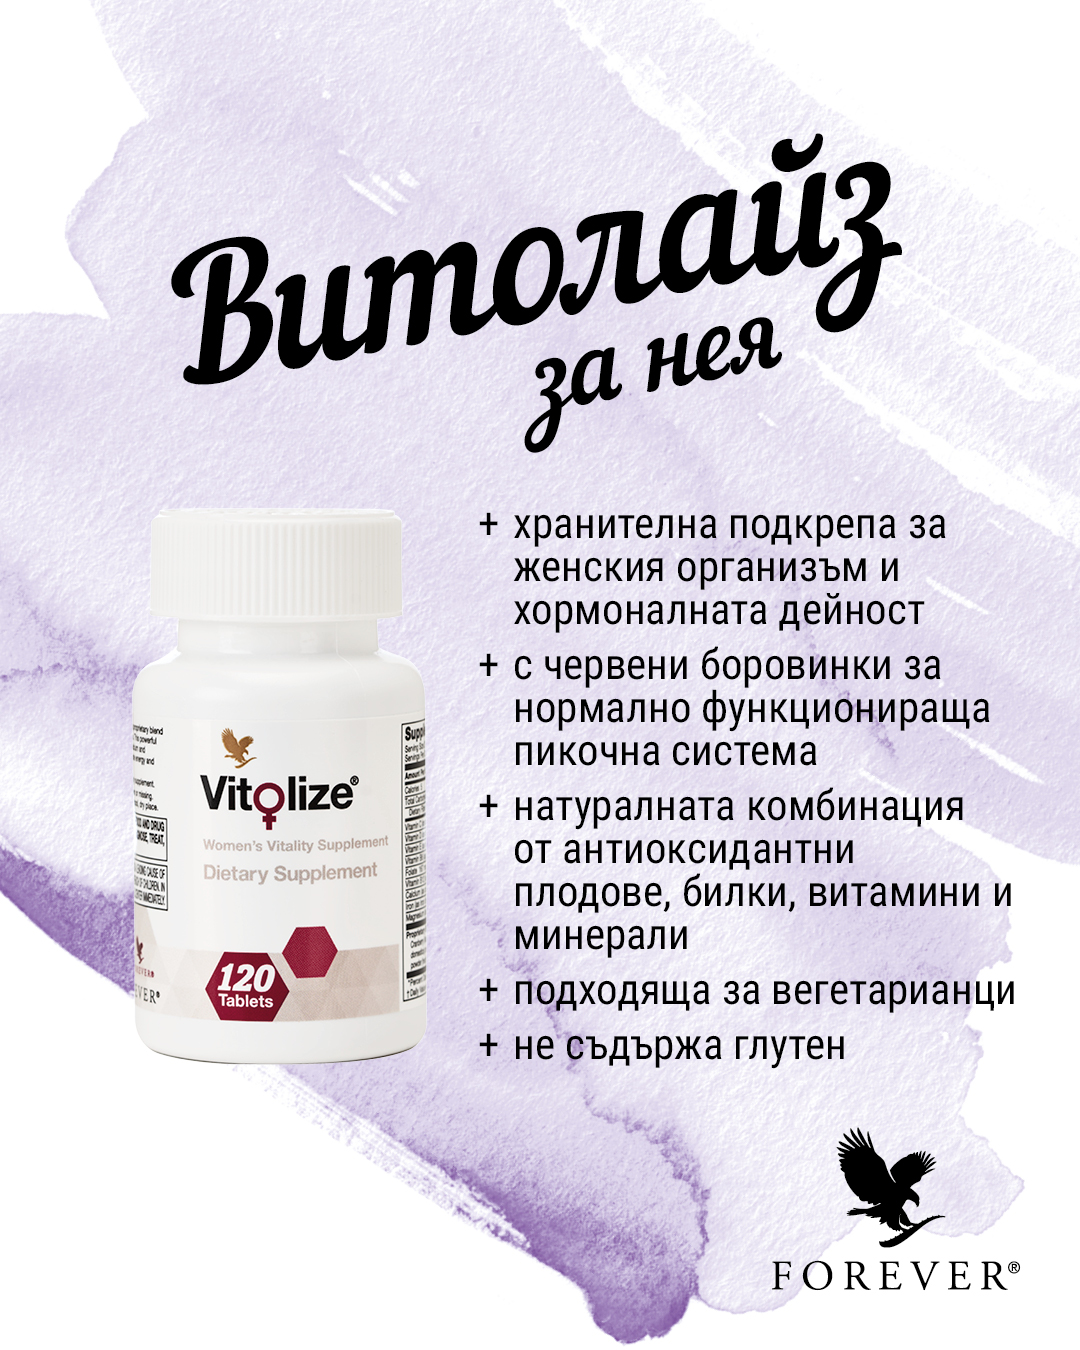 Витолайз
за нея
+ хранителна подкрепа за
женския организъм и
хормоналната дейност
+ с червени боровинки за
нормално функционираща
пикочна система
+ натуралната комбинация
от антиоксидантни
плодове, билки, витамини и
минерали
+ подходяща за вегетарианци
+ не съдържа глутен
Vitolize®
Women's Vitality Supplement
Dietary Supplement
120
Tablets
FOREVER®